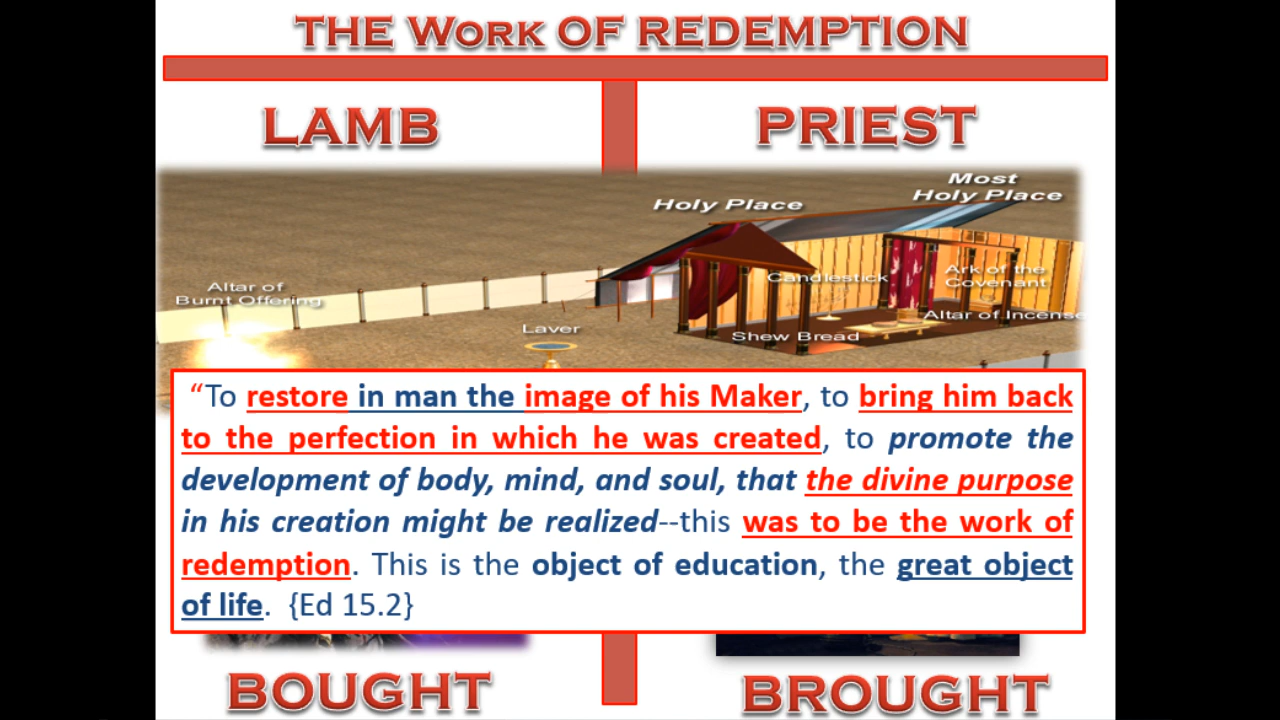 THE WORK OF REDEMPTION
LAMB
PRIEST
Most
Holy Place
Holy Place
Candlestick
Ark of the
Covenant
Altar of
Burnt Offering
Altar of Incense
Laver
Shew Bread
“To restore in man the image of his Maker, to bring him back
to the perfection in which he was created, to promote the
development of body, mind, and soul, that the divine purpose
in his creation might be realized--this was to be the work of
redemption. This is the object of education, the great object
of life. {Ed 15.2}
BOUGHT
BROUGHT